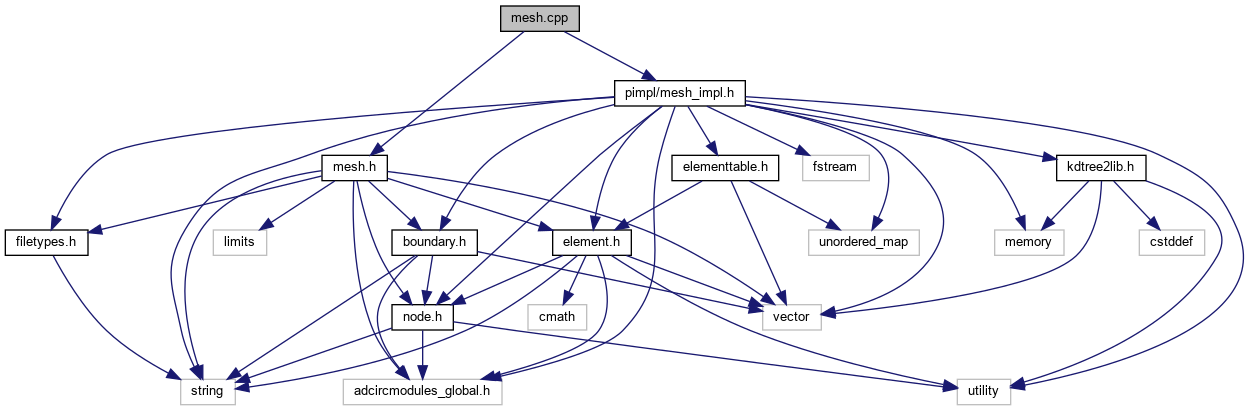 mesh.cpp
pimpl/mesh_impl.h
mesh.h
elementtable.h
fstream
kdtree2lib.h
filetypes.h
limits
boundary.h
element.h
unordered_map
memory
cstddef
node.h
cmath
vector
string
adcircmodules_global.h
utility